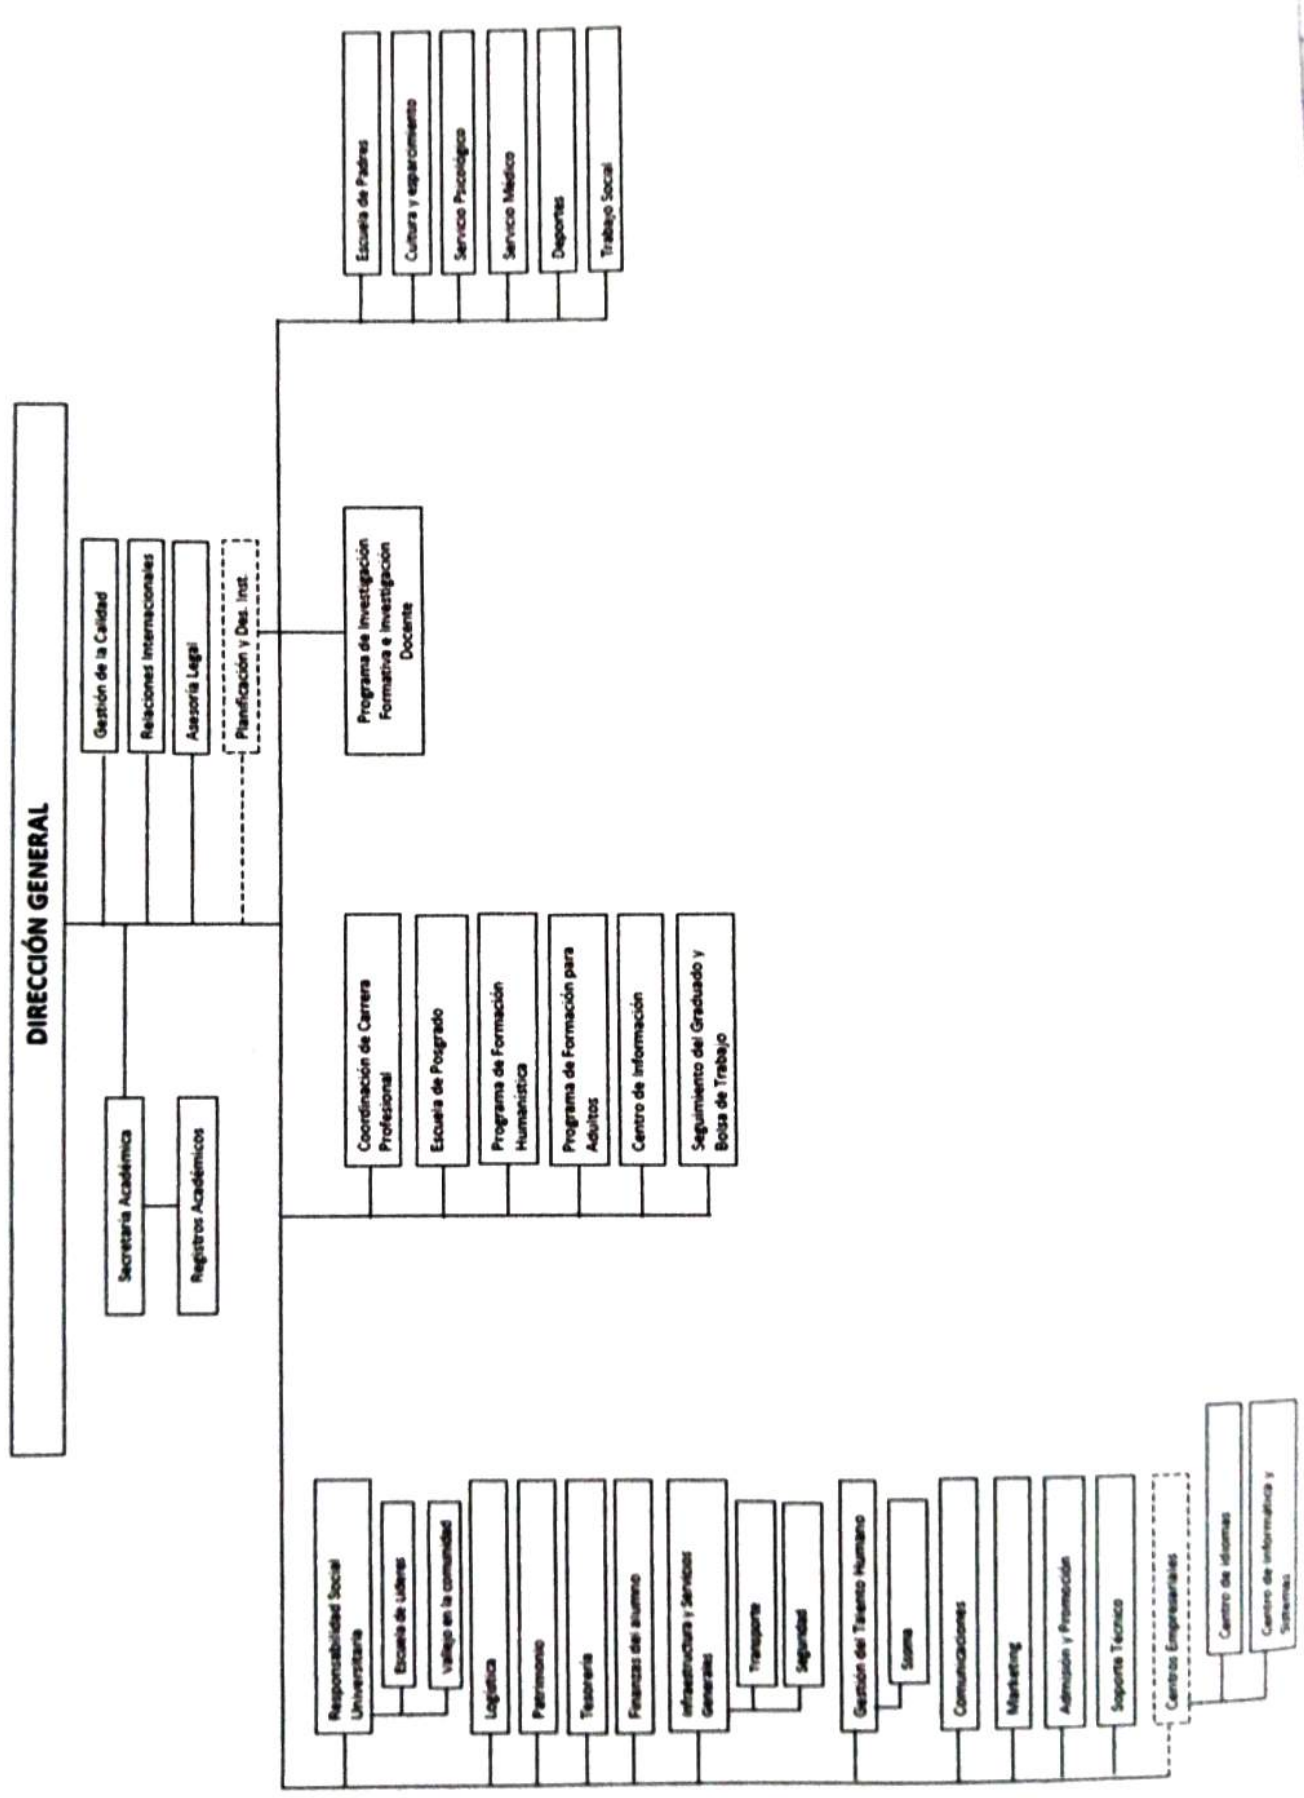 DIRECCIÓN GENERAL
Secretaria Académica
Registros Académicos
Gestión de la Calidad
Relaciones Internacionales
Asesoría Legal
Planificación y Des. Inst.
Responsabilidad Social
Universitaria
Escuela de Líderes
Vallejo en la comunidad
Logística
Patrimonio
Tesorería
Finanzas del alumno
Infraestructura y Servicios
Generales
Transporte
Seguridad
Gestión del Talento Humano
Ssoma
Comunicaciones
Marketing
Admisión y Promoción
Soporte Técnico
Centros Empresariales
Centro de Idiomas
Centro de Informática y
Sistemas
Coordinación de Carrera
Profesional
Escuela de Posgrado
Programa de Formación
Humanística
Programa de Formación para
Adultos
Centro de Información
Seguimiento del Graduado y
Bolsa de Trabajo
Programa de Investigación
Formativa e Investigación
Docente
Escuela de Padres
Cultura y esparcimiento
Servicio Psicológico
Servicio Médico
Deportes
Trabajo Social